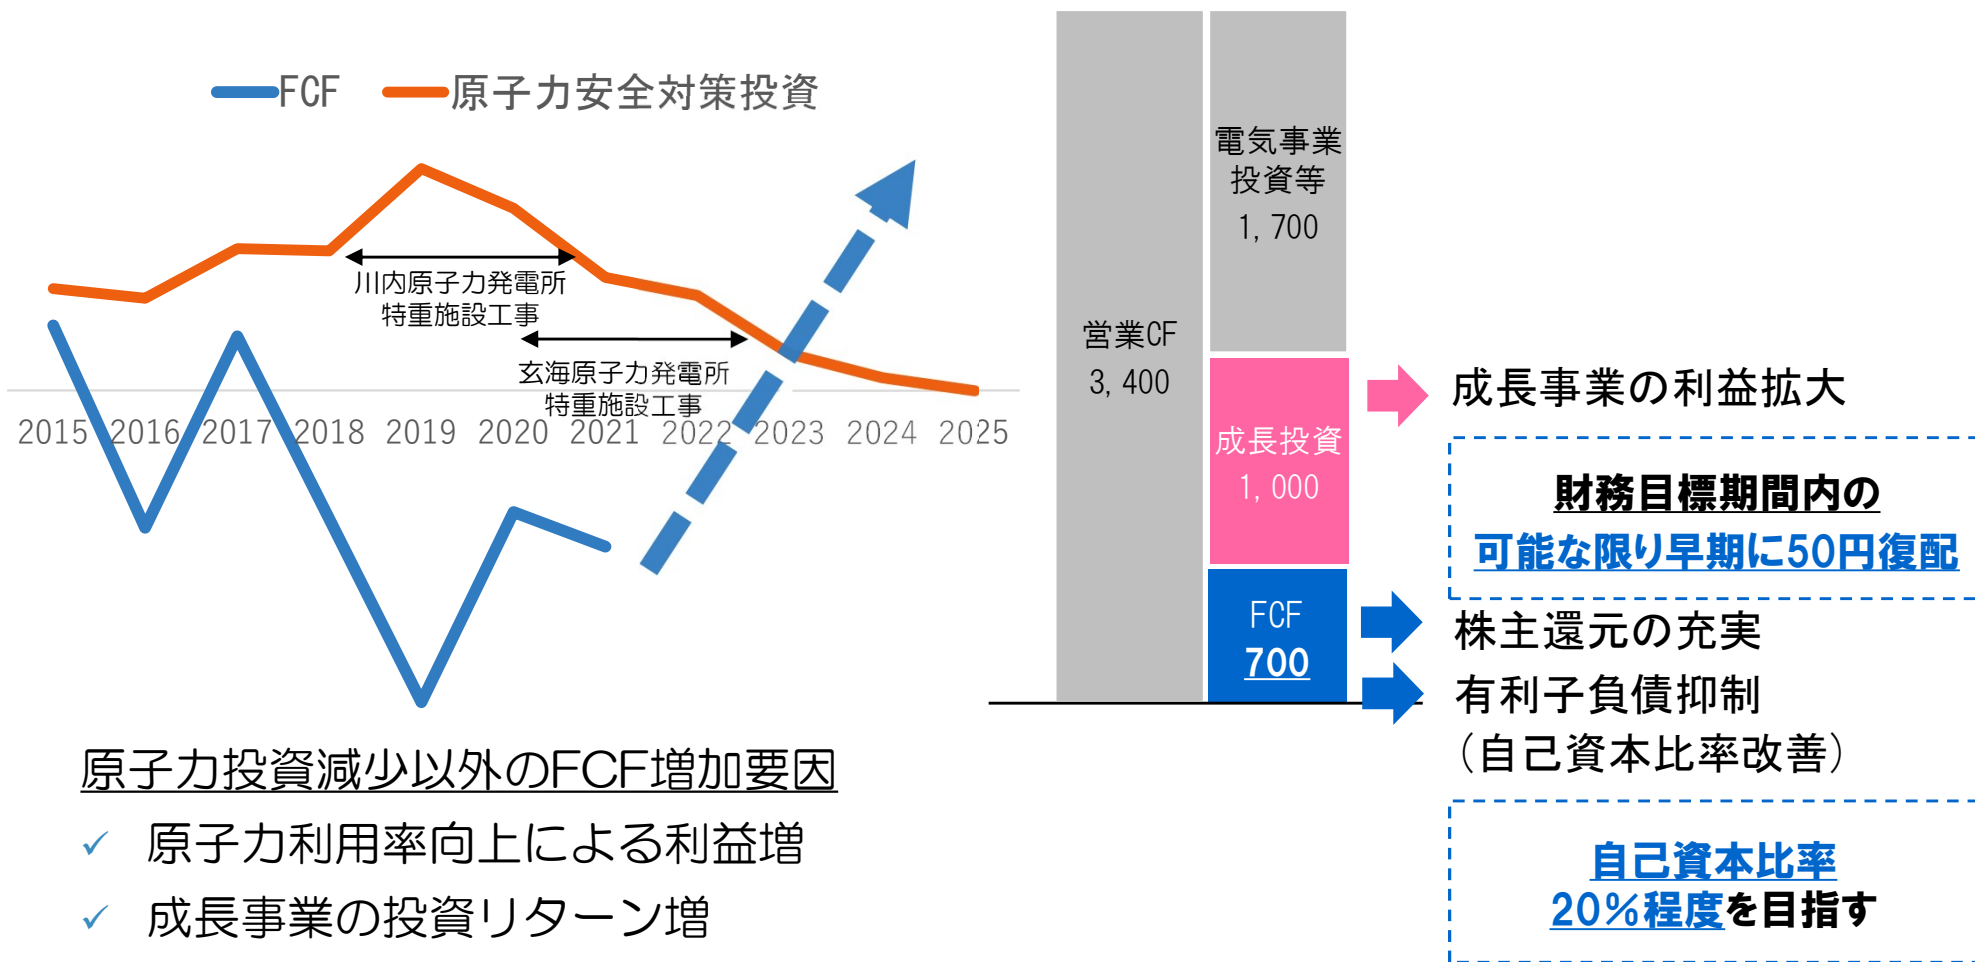 FCF
原子力安全対策投資
川内原子力発電所
特重施設工事
玄海原子力発電所
特重施設工事
2015 2016 2017 2018 2019 2020 2021 2022 2023 2024 2025
原子力投資減少以外のFCF増加要因
✓ 原子力利用率向上による利益増
✓ 成長事業の投資リターン増
営業CF
3,400
電気事業
投資等
1,700
成長投資
1,000
FCF
700
成長事業の利益拡大
財務目標期間内の
可能な限り早期に50円復配
株主還元の充実
有利子負債抑制
(自己資本比率改善)
自己資本比率
20%程度を目指す